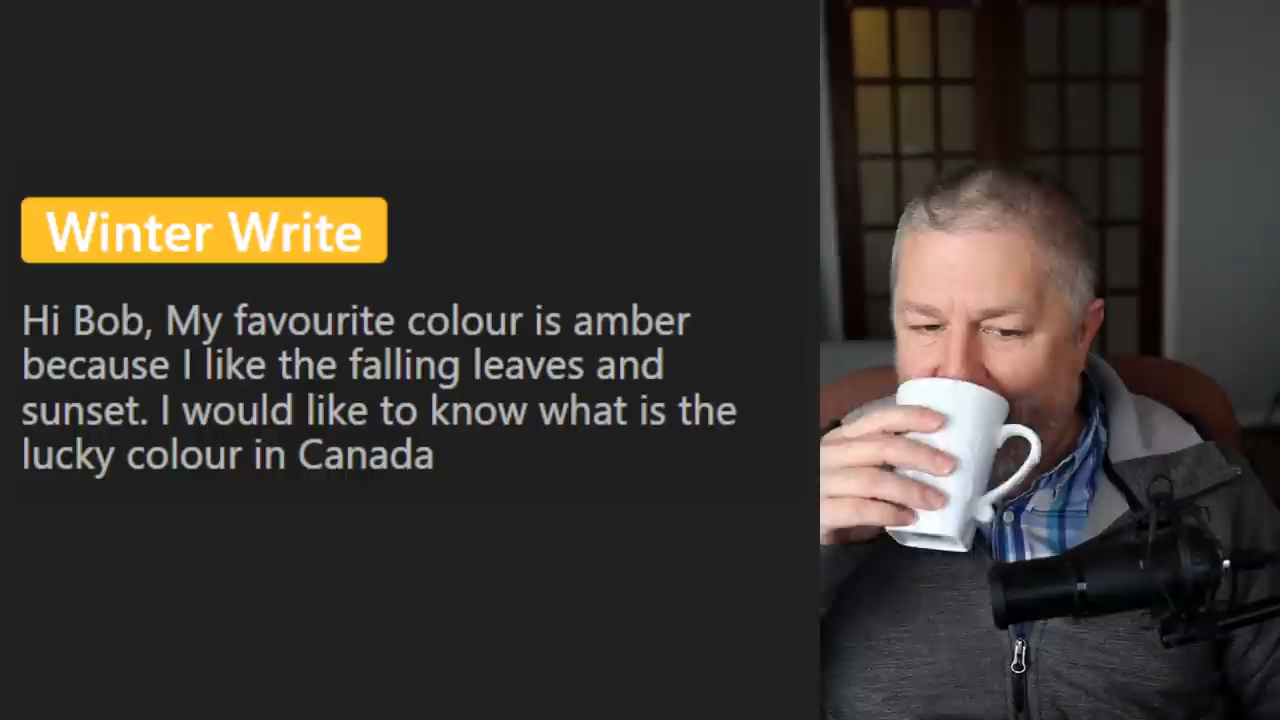 Winter Write
Hi Bob, My favourite colour is amber
because I like the falling leaves and
sunset. I would like to know what is the
lucky colour in Canada